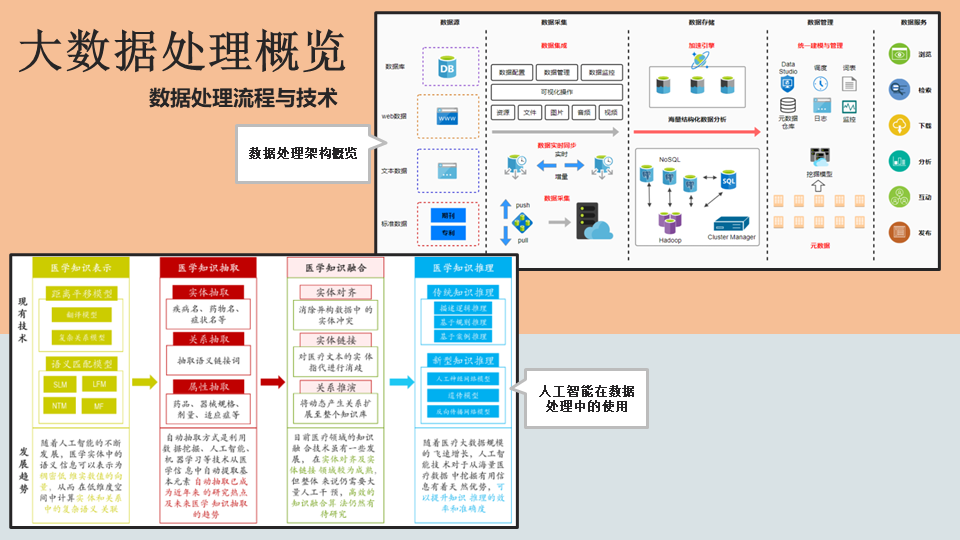 大数据处理概览
数据处理流程与技术
数据处理架构概览
数据源
数据采集
数据存储
数据管理
数据服务
数据库
DB
web数据
WWW
文本数据
标准数据
期刊
专利
数据集成
数据配置
数据管理
数据监控
可视化操作
资源
文件
图片
音频
视频
数据实时同步
实时
增量
数据采集
push
pull
加速引擎
海量结构化数据分析
NoSQL
SQL
Hadoop
Cluster Manager
统一建模与管理
Data
Studio
调度
词表
元数据
仓库
日志
监控
挖掘模型
元数据
浏览
检索
下载
分析
互动
发布
现有技术
发展趋势
医学知识表示
距离平移模型
翻译模型
复杂关系模型
语义匹配模型
SLM
LFM
NTM
MF
随着人工智能的不断
发展，医学实体中的
语义 信息可以表示为
稠密低 维实数值的向
量，从而 在低维度空
间中计算实 体和关系
中的复杂语义 关联
医学知识抽取
实体抽取
疾病名、药物名、
症状名等
关系抽取
抽取语义链接词
属性抽取
药品、器械规格、
剂量、适应症等
自动抽取方式是利用
数据挖掘、人工智能、
机 器学习等技术从医
学信 息中自动提取基
本元素 自动抽取已成
为近年来 的研究热点
及未来医学 知识抽取
的趋势
医学知识融合
实体对齐
消除异构数据中 的
实体冲突
实体链接
对医疗文本的实 体
指代进行消歧
关系推演
将动态产生关系扩
展至整个知识库
目前医疗领域的知识
融 合技术虽有一些发
展， 在实体对齐及实
体链接 领域较为成熟,
但整体 来说仍需要大
量人工干 预，高效的
知识融合算 法仍然有
待研究
医学知识推理
传统知识推理
描述逻辑推理
基于规则推理
基于案例推理
新型知识推理
人工神经网络模型
遗传模型
反向传播网络模型
随着医疗大数据规模
的 飞速增长，人工智
能技 术对于从海量医
疗数据 中挖掘有用信
息有着天 然优势，可
以提升知识 推理的效
率和准确度
人工智能在数据
处理中的使用